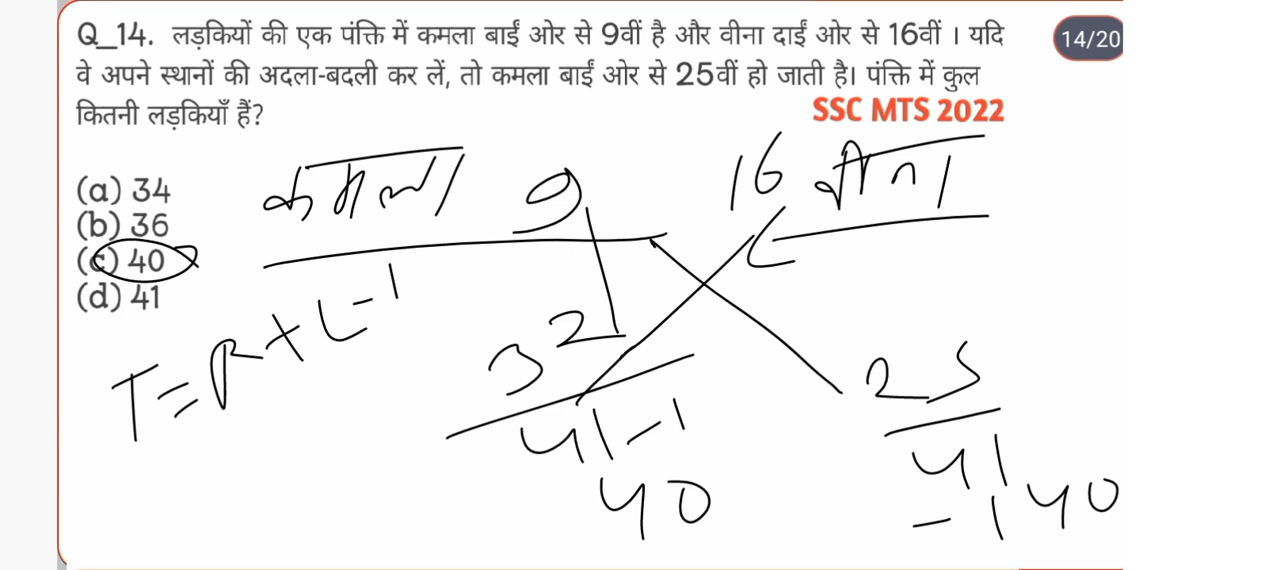 Q_14. लड़कियों की एक पंक्ति में कमला बाईं ओर से 9वीं है और वीना दाईं ओर से 16वीं । यदि
14/20
वे अपने स्थानों की अदला-बदली कर लें, तो कमला बाईं ओर से 25वीं हो जाती है। पंक्ति में कुल
कितनी लड़कियाँ हैं?
SSC MTS 2022
(a) 34
(b) 36
(c) 40
(d) 41
कमला 9 16 वीना
T=R+L-1
32 25
41-1 41
40 -1 40